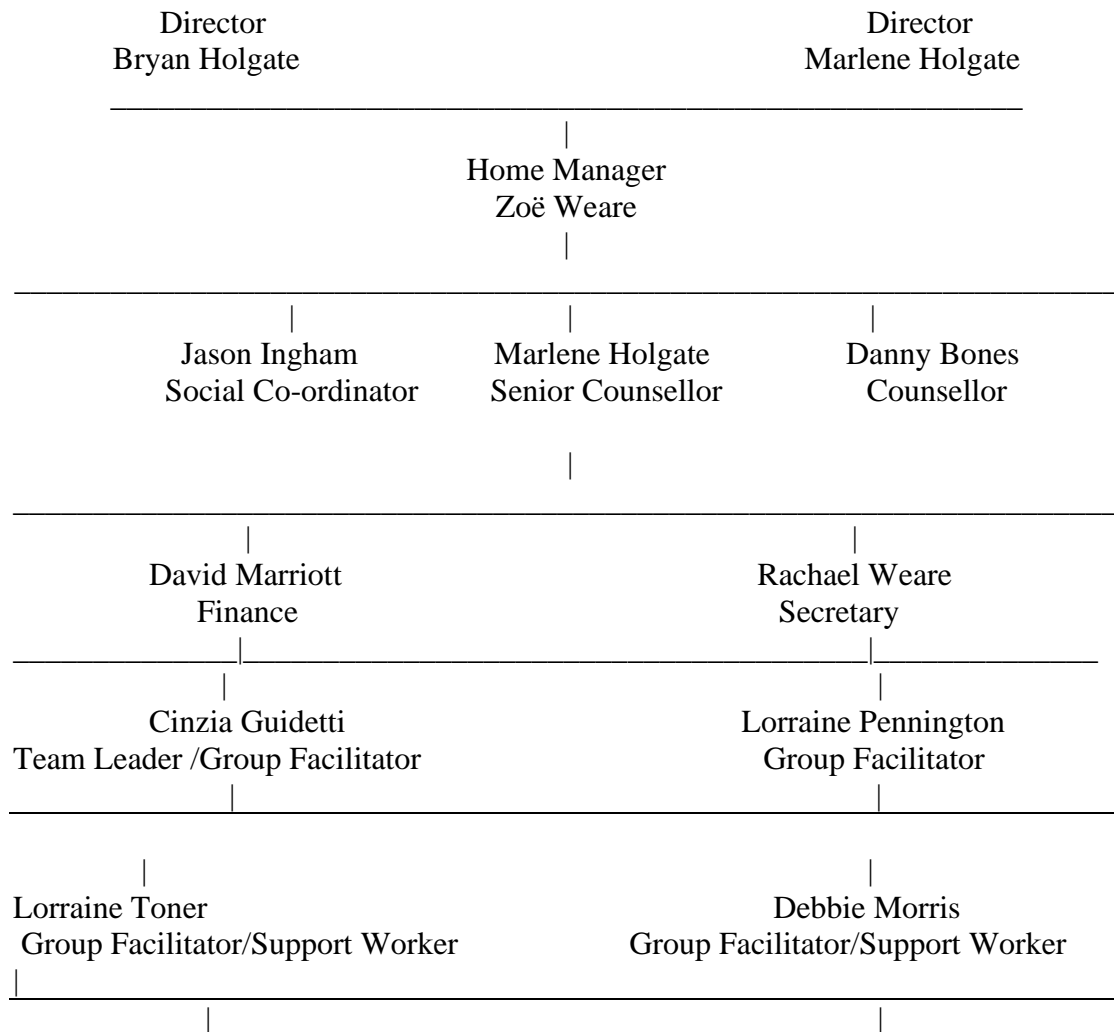 Director Director
Bryan Holgate Marlene Holgate
Home Manager
Zoë Weare
Jason Ingham Marlene Holgate Danny Bones
Social Co-ordinator Senior Counsellor Counsellor
David Marriott Rachael Weare
Finance Secretary
Cinzia Guidetti Lorraine Pennington
Team Leader /Group Facilitator Group Facilitator
Lorraine Toner Debbie Morris
Group Facilitator/Support Worker Group Facilitator/Support Worker